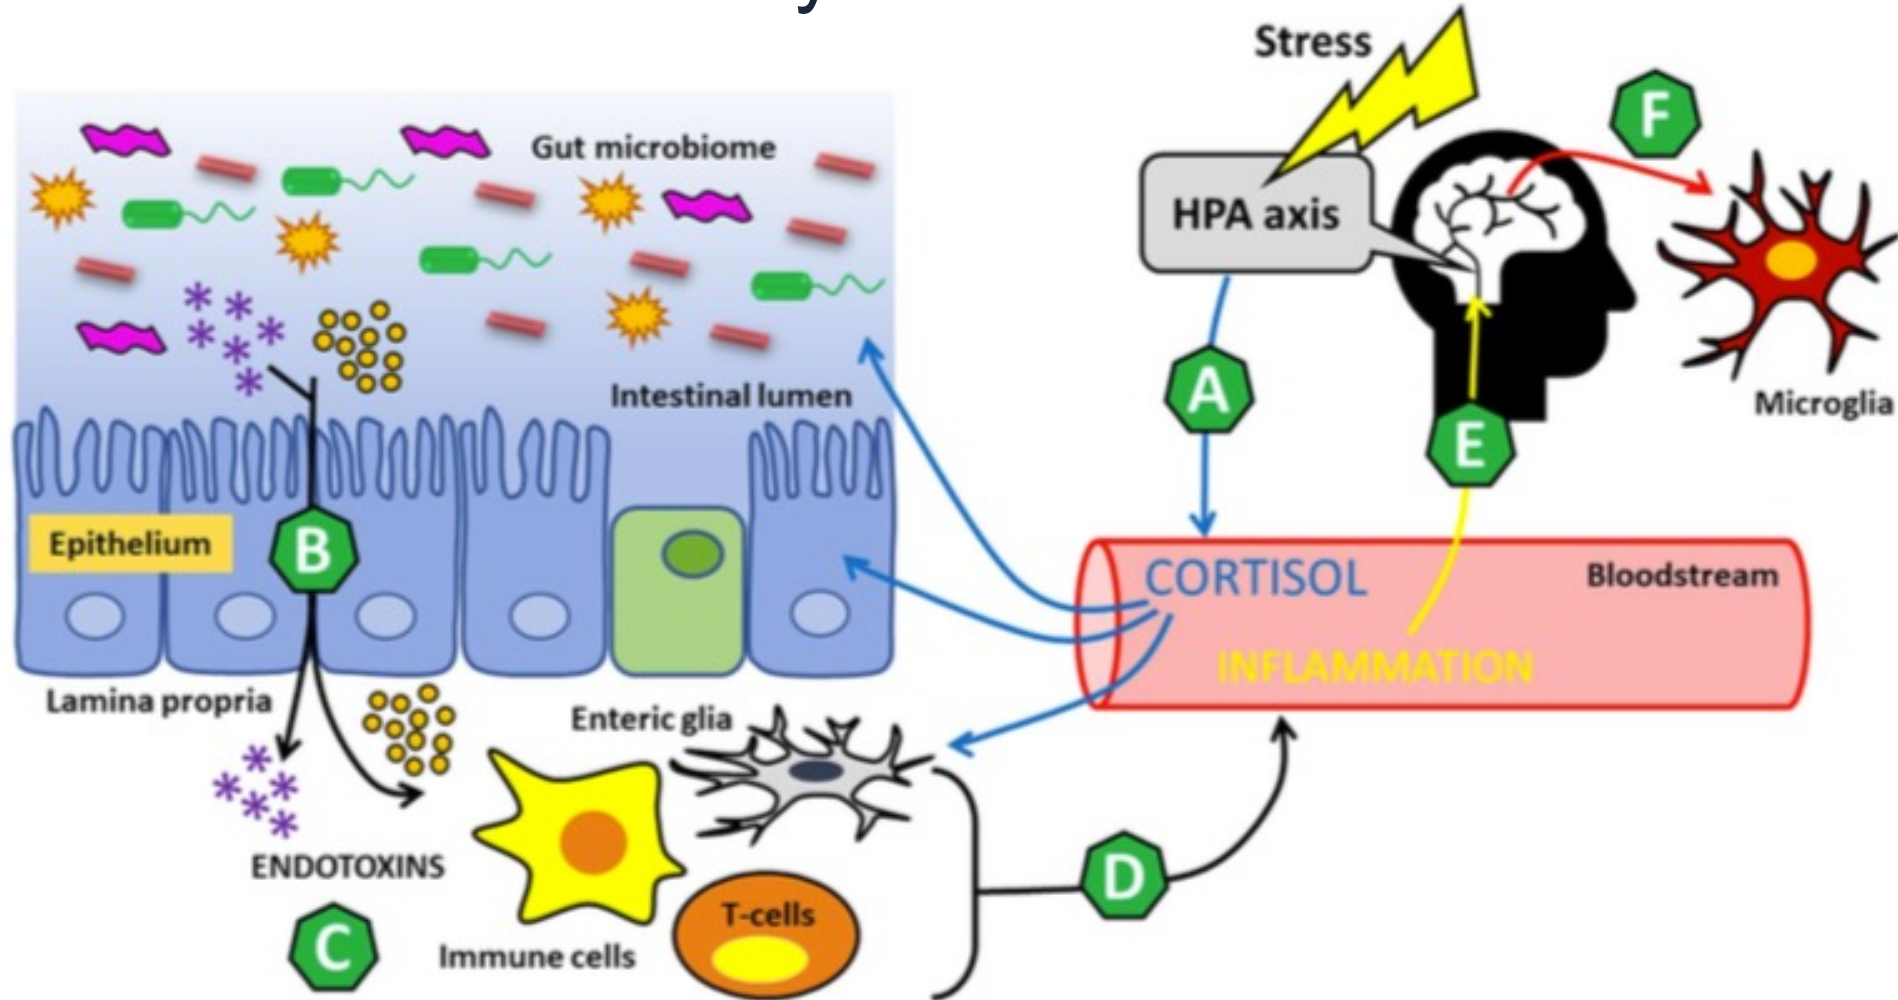 Stress
F
Gut microbiome
HPA axis
A
Intestinal lumen
Microglia
E
Epithelium
B
CORTISOL
Bloodstream
INFLAMMATION
Lamina propria
Enteric glia
ENDOTOXINS
D
T-cells
C
Immune cells